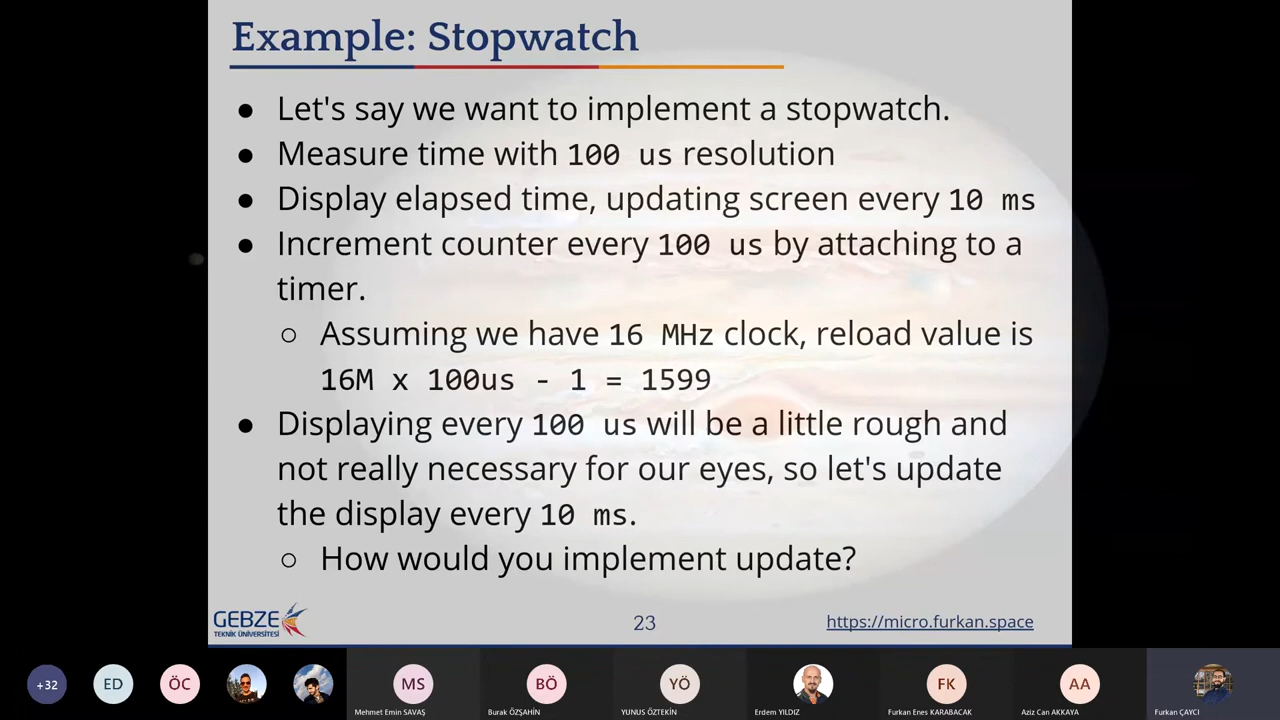 Example: Stopwatch
● Let's say we want to implement a stopwatch.
● Measure time with 100 us resolution
● Display elapsed time, updating screen every 10 ms
● Increment counter every 100 us by attaching to a
timer.
○ Assuming we have 16 MHz clock, reload value is
16M x 100us - 1 = 1599
● Displaying every 100 us will be a little rough and
not really necessary for our eyes, so let's update
the display every 10 ms.
○ How would you implement update?
GEBZE
TEKNİK ÜNİVERSİTESİ
23
https://micro.furkan.space
+32
ED
ÖC
MS
BÖ
YÖ
FK
AA
Mehmet Emin SAVAŞ
Burak ÖZŞAHİN
YUNUS ÖZTEKİN
Erdem YILDIZ
Furkan Enes KARABACAK
Aziz Can AKKAYA
Furkan ÇAYCI